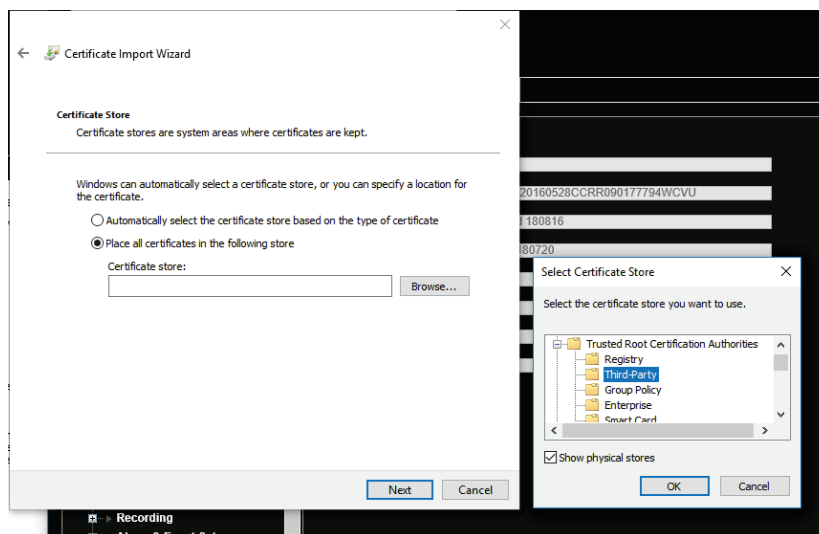 Certificate Import Wizard
Certificate Store
Certificate stores are system areas where certificates are kept.
Windows can automatically select a certificate store, or you can specify a location for
the certificate.
Automatically select the certificate store based on the type of certificate
Place all certificates in the following store
Certificate store:
Browse...
Next
Cancel
20160528CCRR090177794WCVU
180816
180720
Select Certificate Store
Select the certificate store you want to use.
Trusted Root Certification Authorities
Registry
Third-Party
Group Policy
Enterprise
Smart Card
Show physical stores
OK
Cancel
Recording